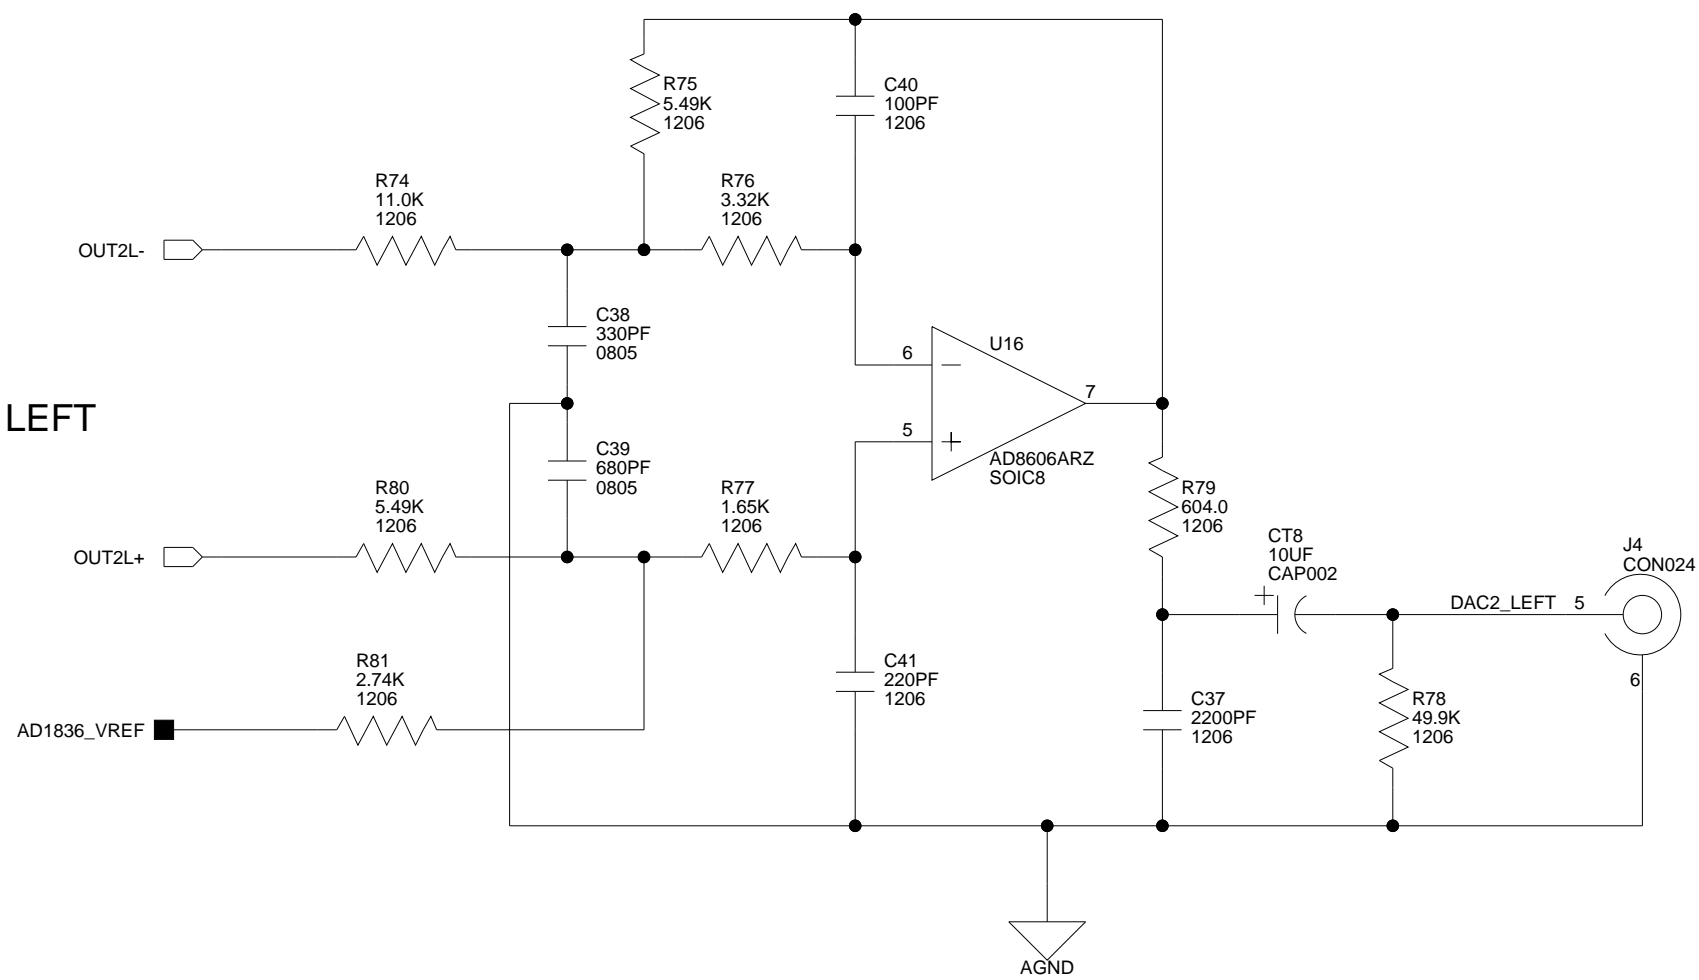 R75
5.49K
1206
C40
100PF
1206
R74
11.0K
1206
R76
3.32K
1206
OUT2L-
C38
330PF
0805
6
U16
7
LEFT
5
AD8606ARZ
SOIC8
C39
680PF
0805
R80
5.49K
1206
R77
1.65K
1206
R79
604.0
1206
OUT2L+
CT8
10UF
CAP002
J4
CON024
DAC2_LEFT 5
R81
2.74K
1206
C41
220PF
1206
6
C37
2200PF
1206
R78
49.9K
1206
AD1836_VREF
AGND